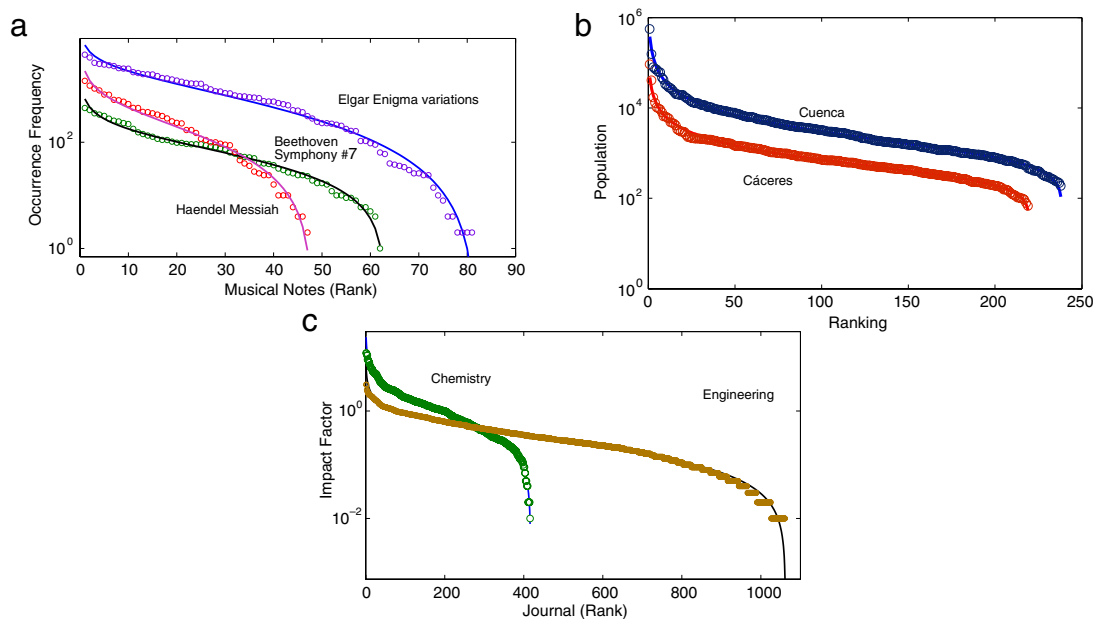 a
Occurrence Frequency
10^2
10^0
Elgar Enigma variations
Beethoven
Symphony #7
Haendel Messiah
0 10 20 30 40 50 60 70 80 90
Musical Notes (Rank)
b
Population
10^6
10^4
10^2
10^0
Cuenca
Cáceres
0 50 100 150 200 250
Ranking
c
Impact Factor
10^0
10^-2
Chemistry
Engineering
0 200 400 600 800 1000
Journal (Rank)